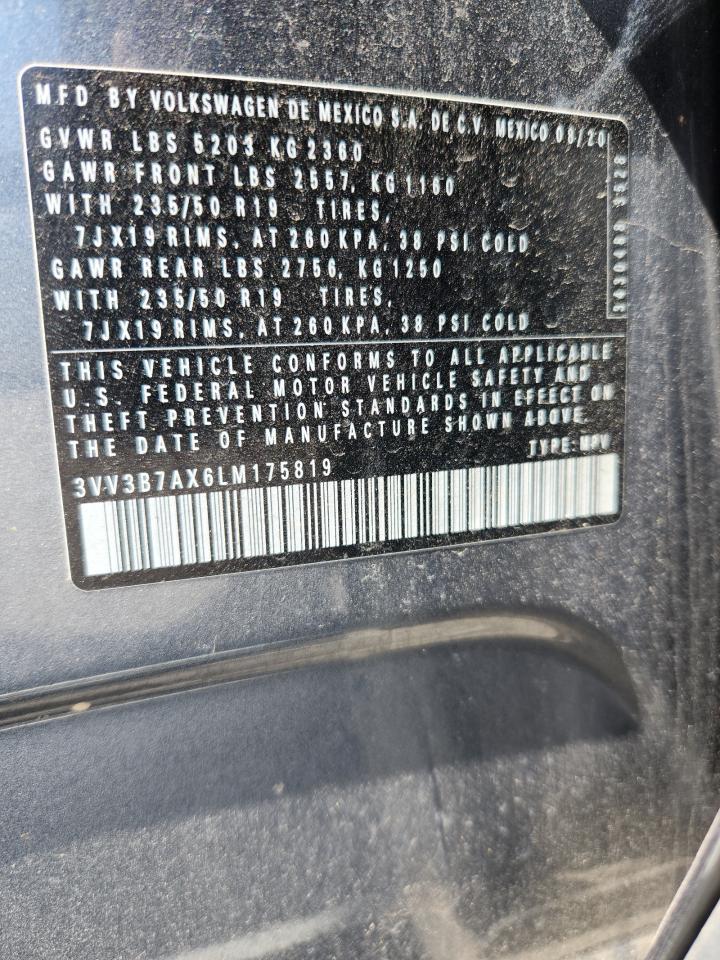 MFD BY VOLKSWAGEN DE MEXICO S.A. DE C.V. MEXICO 08/20
GVWR LBS 5203 KG 2360
GAWR FRONT LBS 2557, KG 1160
WITH 235/50 R19 TIRES,
7JX19 RIMS, AT 260 KPA, 38 PSI COLD
GAWR REAR LBS 2756, KG 1250
WITH 235/50 R19 TIRES,
7JX19 RIMS, AT 260 KPA, 38 PSI COLD
THIS VEHICLE CONFORMS TO ALL APPLICABLE
U.S. FEDERAL MOTOR VEHICLE SAFETY AND
THEFT PREVENTION STANDARDS IN EFFECT ON
THE DATE OF MANUFACTURE SHOWN ABOVE
TYPE: MPV
3VV3B7AX6LM175819